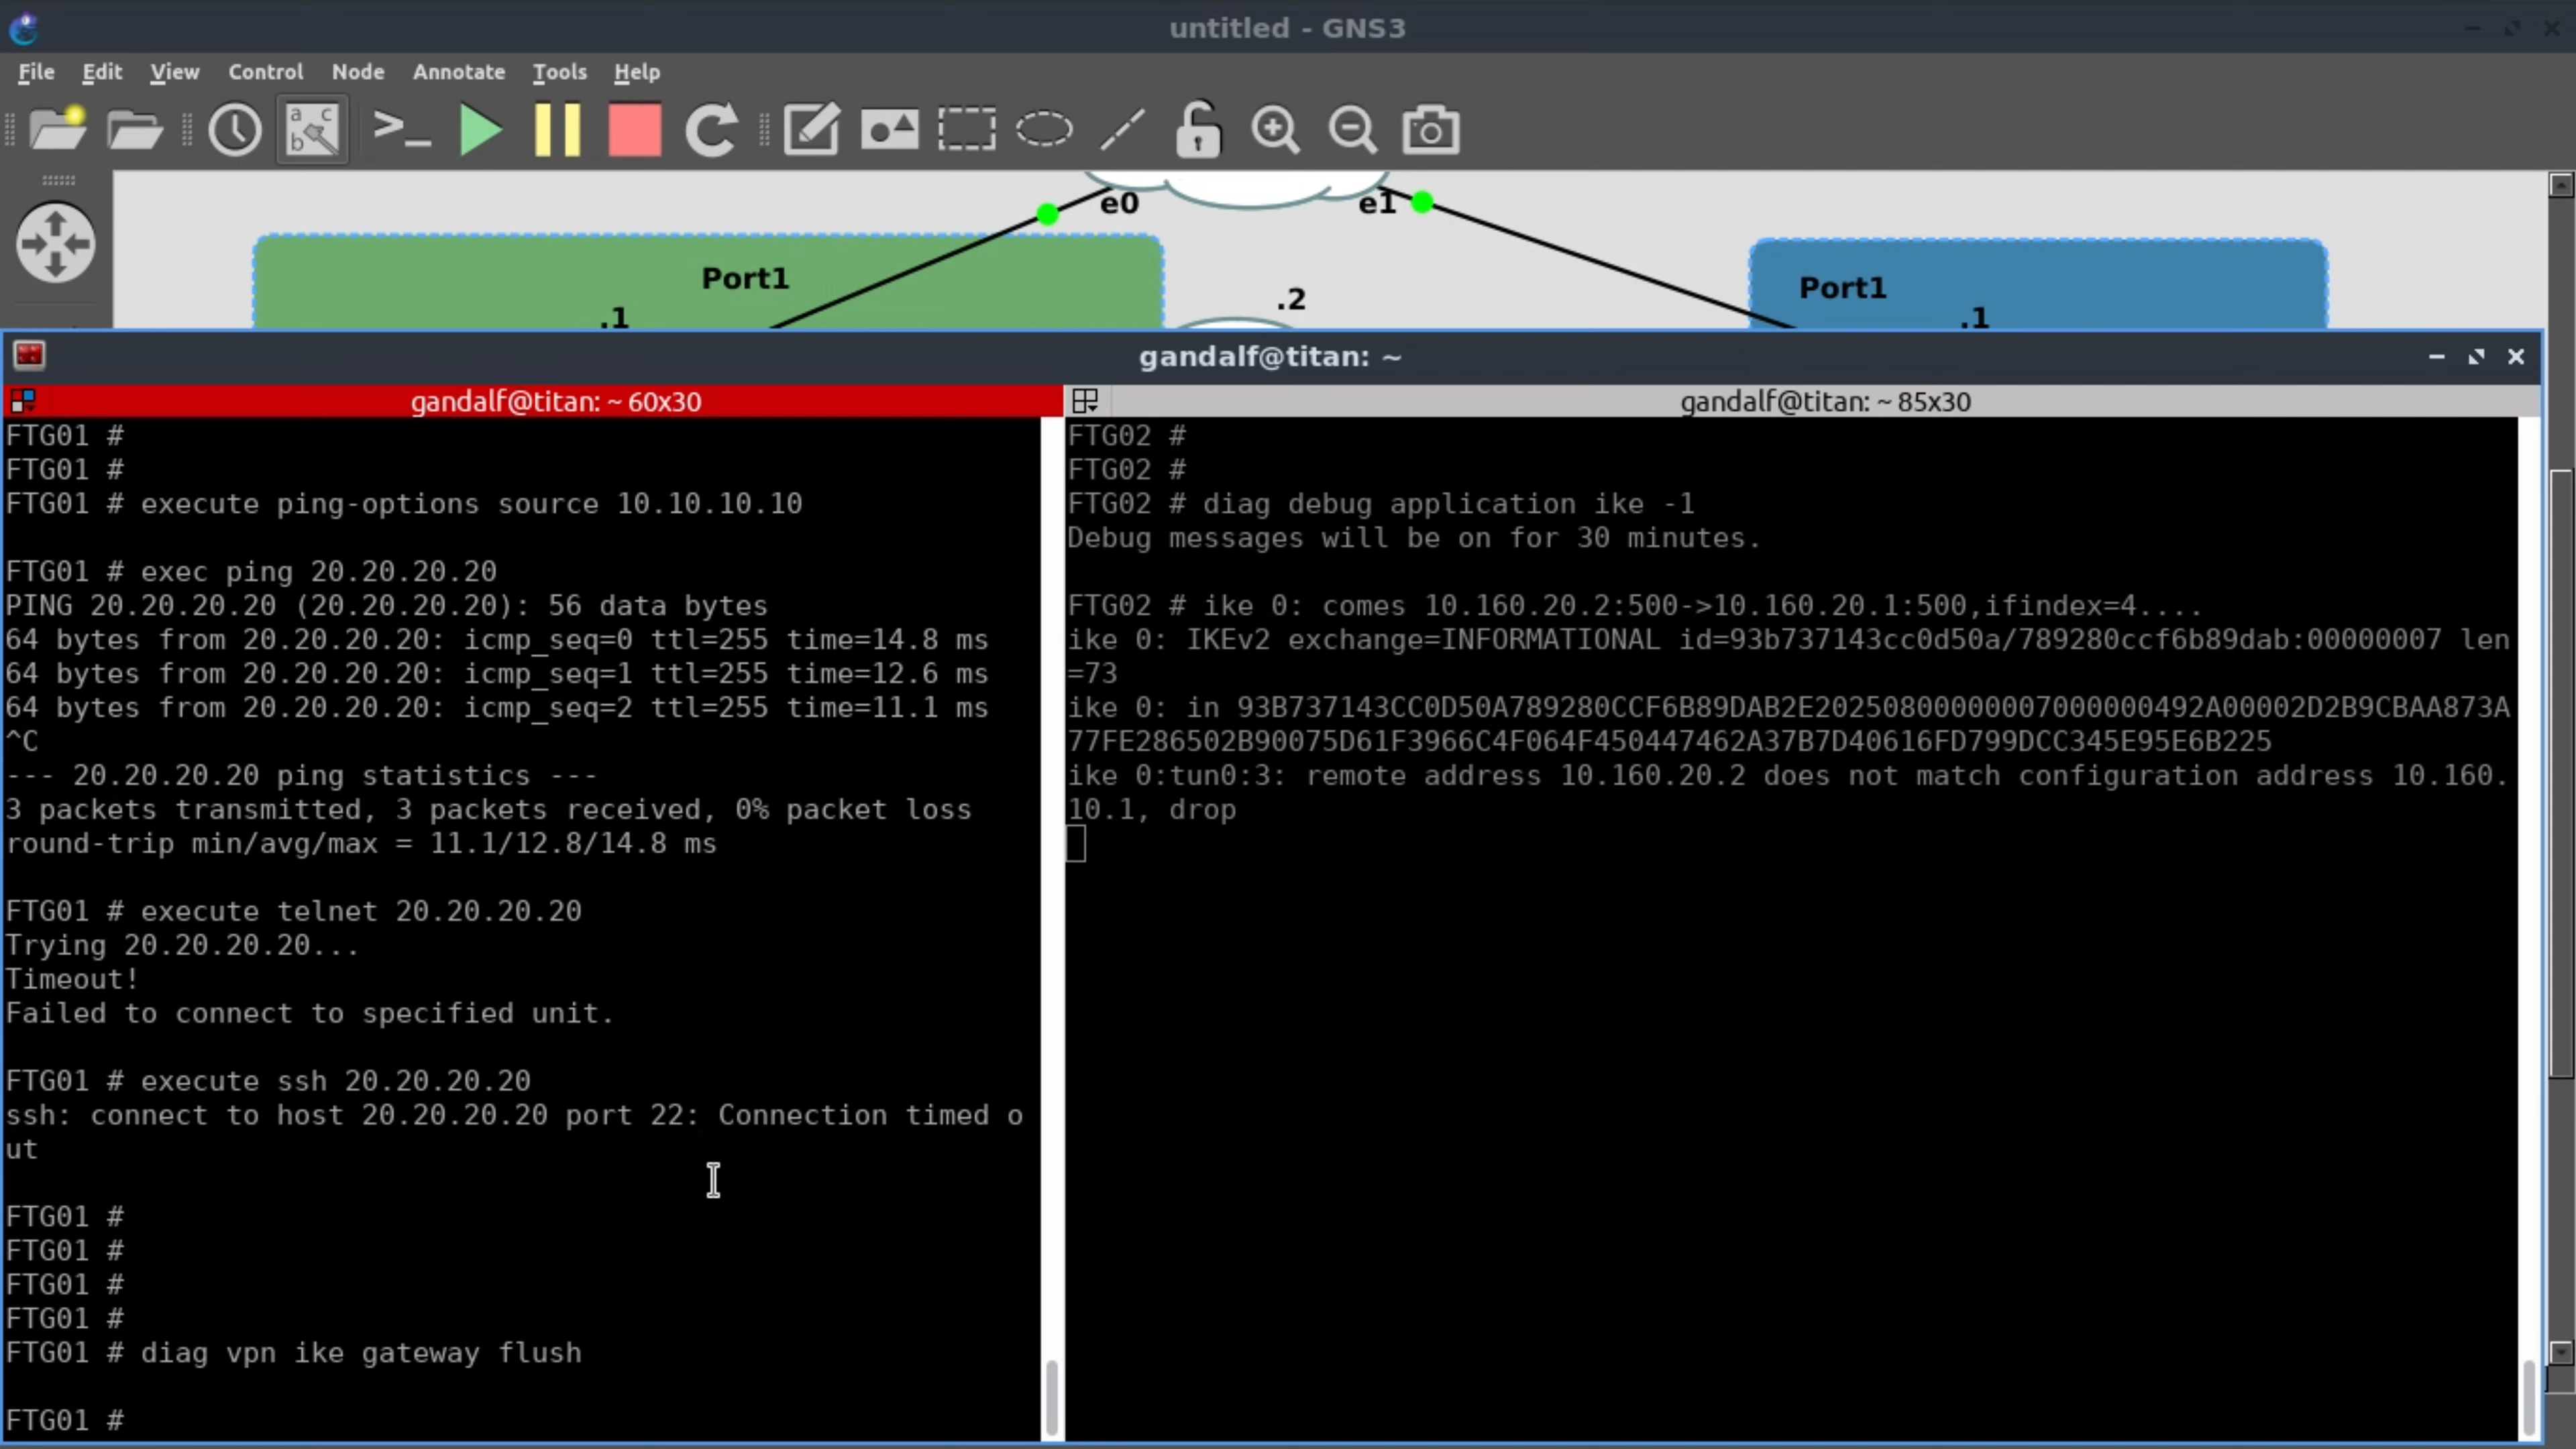 untitled - GNS3
File Edit View Control Node Annotate Tools Help
a c
b
e0
e1
Port1
.1
.2
Port1
.1
gandalf@titan: ~
gandalf@titan: ~ 60x30
FTG01 #
FTG01 #
FTG01 # execute ping-options source 10.10.10.10
FTG01 # exec ping 20.20.20.20
PING 20.20.20.20 (20.20.20.20): 56 data bytes
64 bytes from 20.20.20.20: icmp_seq=0 ttl=255 time=14.8 ms
64 bytes from 20.20.20.20: icmp_seq=1 ttl=255 time=12.6 ms
64 bytes from 20.20.20.20: icmp_seq=2 ttl=255 time=11.1 ms
^C
--- 20.20.20.20 ping statistics ---
3 packets transmitted, 3 packets received, 0% packet loss
round-trip min/avg/max = 11.1/12.8/14.8 ms
FTG01 # execute telnet 20.20.20.20
Trying 20.20.20.20...
Timeout!
Failed to connect to specified unit.
FTG01 # execute ssh 20.20.20.20
ssh: connect to host 20.20.20.20 port 22: Connection timed o
ut
FTG01 #
FTG01 #
FTG01 #
FTG01 #
FTG01 # diag vpn ike gateway flush
FTG01 #
gandalf@titan: ~ 85x30
FTG02 #
FTG02 #
FTG02 # diag debug application ike -1
Debug messages will be on for 30 minutes.
FTG02 # ike 0: comes 10.160.20.2:500->10.160.20.1:500,ifindex=4....
ike 0: IKEv2 exchange=INFORMATIONAL id=93b737143cc0d50a/789280ccf6b89dab:00000007 len
=73
ike 0: in 93B737143CC0D50A789280CCF6B89DAB2E20250800000007000000492A00002D2B9CBAA873A
77FE286502B90075D61F3966C4F064F450447462A37B7D40616FD799DCC345E95E6B225
ike 0:tun0:3: remote address 10.160.20.2 does not match configuration address 10.160.
10.1, drop